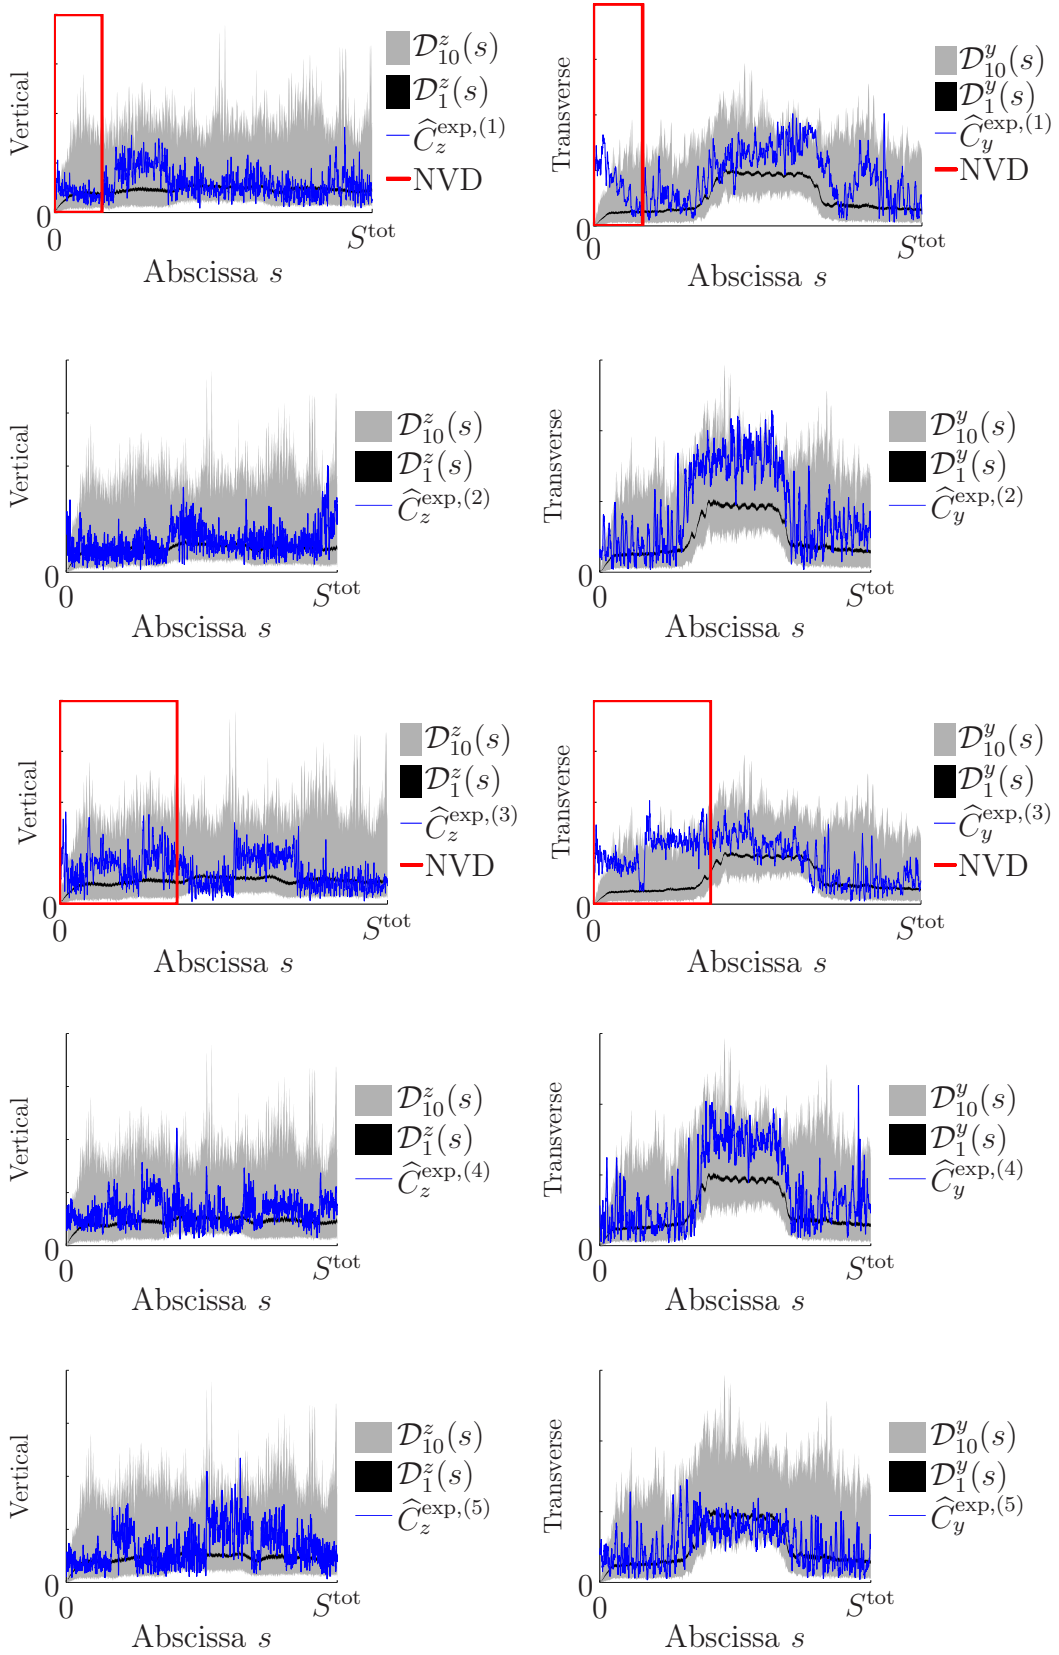 Vertical
0
0
S^tot
Abscissa s
𝒟^z_10(s)
𝒟^z_1(s)
Ĉ^exp,(1)_z
NVD
Transverse
0
0
S^tot
Abscissa s
𝒟^y_10(s)
𝒟^y_1(s)
Ĉ^exp,(1)_y
NVD
Vertical
0
0
S^tot
Abscissa s
𝒟^z_10(s)
𝒟^z_1(s)
Ĉ^exp,(2)_z
Transverse
0
0
S^tot
Abscissa s
𝒟^y_10(s)
𝒟^y_1(s)
Ĉ^exp,(2)_y
Vertical
0
0
S^tot
Abscissa s
𝒟^z_10(s)
𝒟^z_1(s)
Ĉ^exp,(3)_z
NVD
Transverse
0
0
S^tot
Abscissa s
𝒟^y_10(s)
𝒟^y_1(s)
Ĉ^exp,(3)_y
NVD
Vertical
0
0
S^tot
Abscissa s
𝒟^z_10(s)
𝒟^z_1(s)
Ĉ^exp,(4)_z
Transverse
0
0
S^tot
Abscissa s
𝒟^y_10(s)
𝒟^y_1(s)
Ĉ^exp,(4)_y
Vertical
0
0
S^tot
Abscissa s
𝒟^z_10(s)
𝒟^z_1(s)
Ĉ^exp,(5)_z
Transverse
0
0
S^tot
Abscissa s
𝒟^y_10(s)
𝒟^y_1(s)
Ĉ^exp,(5)_y